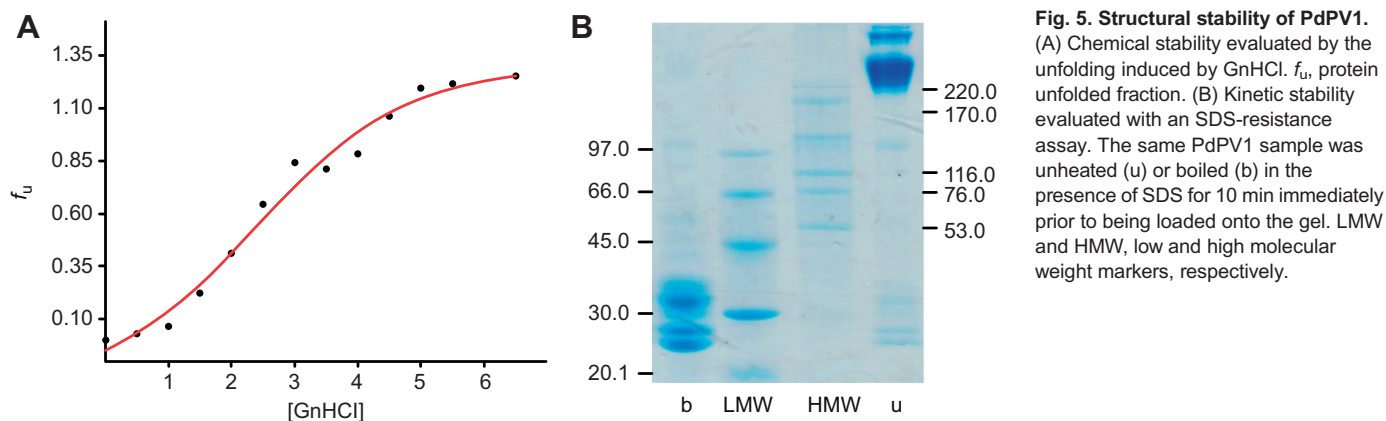 A
1.35
1.10
0.85
0.60
0.35
0.10
fu
1 2 3 4 5 6
[GnHCl]
B
97.0
66.0
45.0
30.0
20.1
220.0
170.0
116.0
76.0
53.0
b LMW HMW u
Fig. 5. Structural stability of PdPV1.
(A) Chemical stability evaluated by the
unfolding induced by GnHCl. fu, protein
unfolded fraction. (B) Kinetic stability
evaluated with an SDS-resistance
assay. The same PdPV1 sample was
unheated (u) or boiled (b) in the
presence of SDS for 10 min immediately
prior to being loaded onto the gel. LMW
and HMW, low and high molecular
weight markers, respectively.